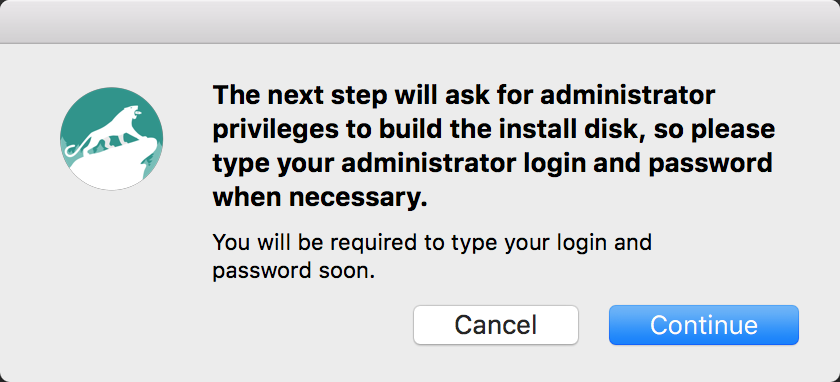 The next step will ask for administrator
privileges to build the install disk, so please
type your administrator login and password
when necessary.
You will be required to type your login and
password soon.
Cancel
Continue